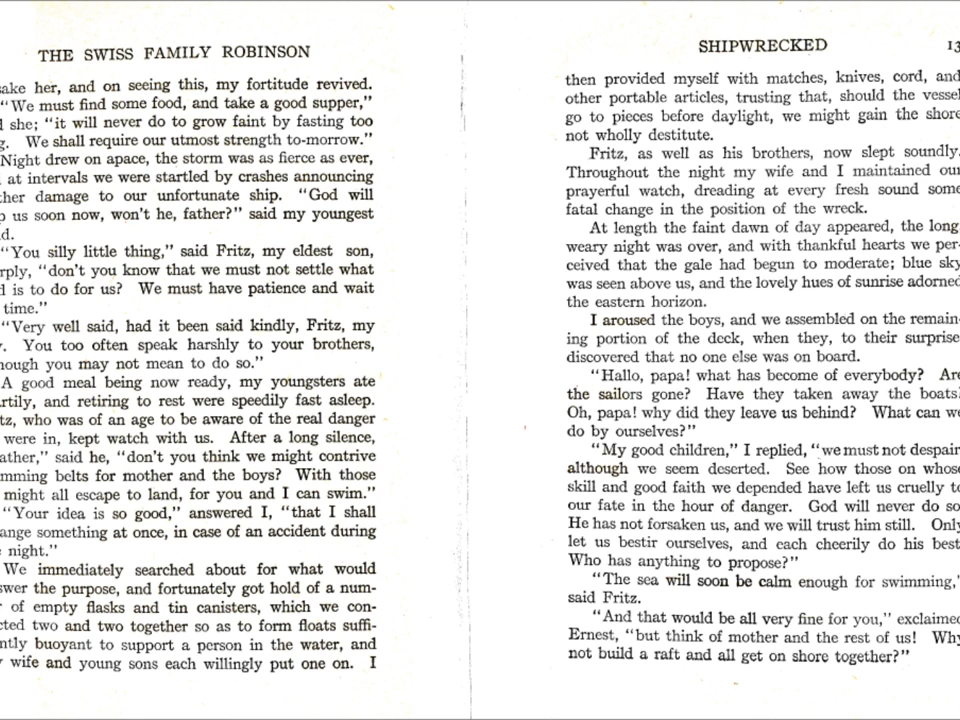 THE SWISS FAMILY ROBINSON
sake her, and on seeing this, my fortitude revived.
"We must find some food, and take a good supper,"
she; "it will never do to grow faint by fasting too
We shall require our utmost strength to-morrow."
Night drew on apace, the storm was as fierce as ever,
at intervals we were startled by crashes announcing
ther damage to our unfortunate ship. "God will
us soon now, won't he, father?" said my youngest
d.
"You silly little thing," said Fritz, my eldest son,
rply, "don't you know that we must not settle what
is to do for us? We must have patience and wait
time."
"Very well said, had it been said kindly, Fritz, my
You too often speak harshly to your brothers,
hough you may not mean to do so."
A good meal being now ready, my youngsters ate
rtily, and retiring to rest were speedily fast asleep.
tz, who was of an age to be aware of the real danger
were in, kept watch with us. After a long silence,
ather," said he, "don't you think we might contrive
mming belts for mother and the boys? With those
might all escape to land, for you and I can swim."
"Your idea is so good," answered I, "that I shall
ange something at once, in case of an accident during
night."
We immediately searched about for what would
swer the purpose, and fortunately got hold of a num-
of empty flasks and tin canisters, which we con-
cted two and two together so as to form floats suffi-
ntly buoyant to support a person in the water, and
wife and young sons each willingly put one on. I
SHIPWRECKED 13
then provided myself with matches, knives, cord, and
other portable articles, trusting that, should the vessel
go to pieces before daylight, we might gain the shore
not wholly destitute.
Fritz, as well as his brothers, now slept soundly.
Throughout the night my wife and I maintained our
prayerful watch, dreading at every fresh sound some
fatal change in the position of the wreck.
At length the faint dawn of day appeared, the long
weary night was over, and with thankful hearts we per-
ceived that the gale had begun to moderate; blue sky
was seen above us, and the lovely hues of sunrise adorned
the eastern horizon.
I aroused the boys, and we assembled on the remain-
ing portion of the deck, when they, to their surprise
discovered that no one else was on board.
"Hallo, papa! what has become of everybody? Are
the sailors gone? Have they taken away the boats?
Oh, papa! why did they leave us behind? What can we
do by ourselves?"
"My good children," I replied, "we must not despair
although we seem deserted. See how those on whose
skill and good faith we depended have left us cruelly to
our fate in the hour of danger. God will never do so
He has not forsaken us, and we will trust him still. Only
let us bestir ourselves, and each cheerily do his best
Who has anything to propose?"
"The sea will soon be calm enough for swimming,"
said Fritz.
"And that would be all very fine for you," exclaimed
Ernest, "but think of mother and the rest of us! Why
not build a raft and all get on shore together?"